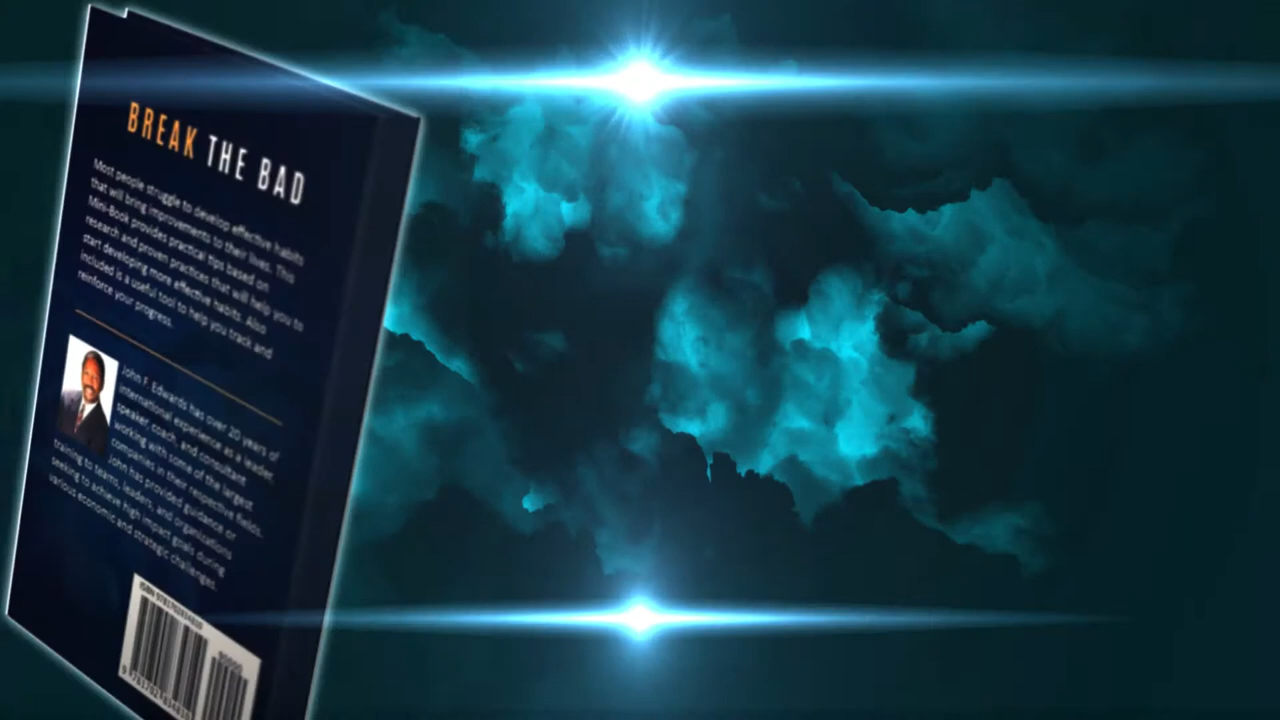 BREAK THE BAD
Most people struggle to develop effective habits
that will bring improvements to their lives. This
Mini-Book provides practical tips based on
research and proven practices that will help you to
start developing more effective habits. Also
included is a useful tool to help you track and
reinforce your progress.
John F. Edwards has over 20 years of
international experience as a leader,
speaker, coach, and consultant
working with some of the largest
companies in their respective fields.
John has provided guidance or
training to teams, leaders, and organizations
seeking to achieve high impact goals during
various economic and strategic challenges.
ISBN
90000